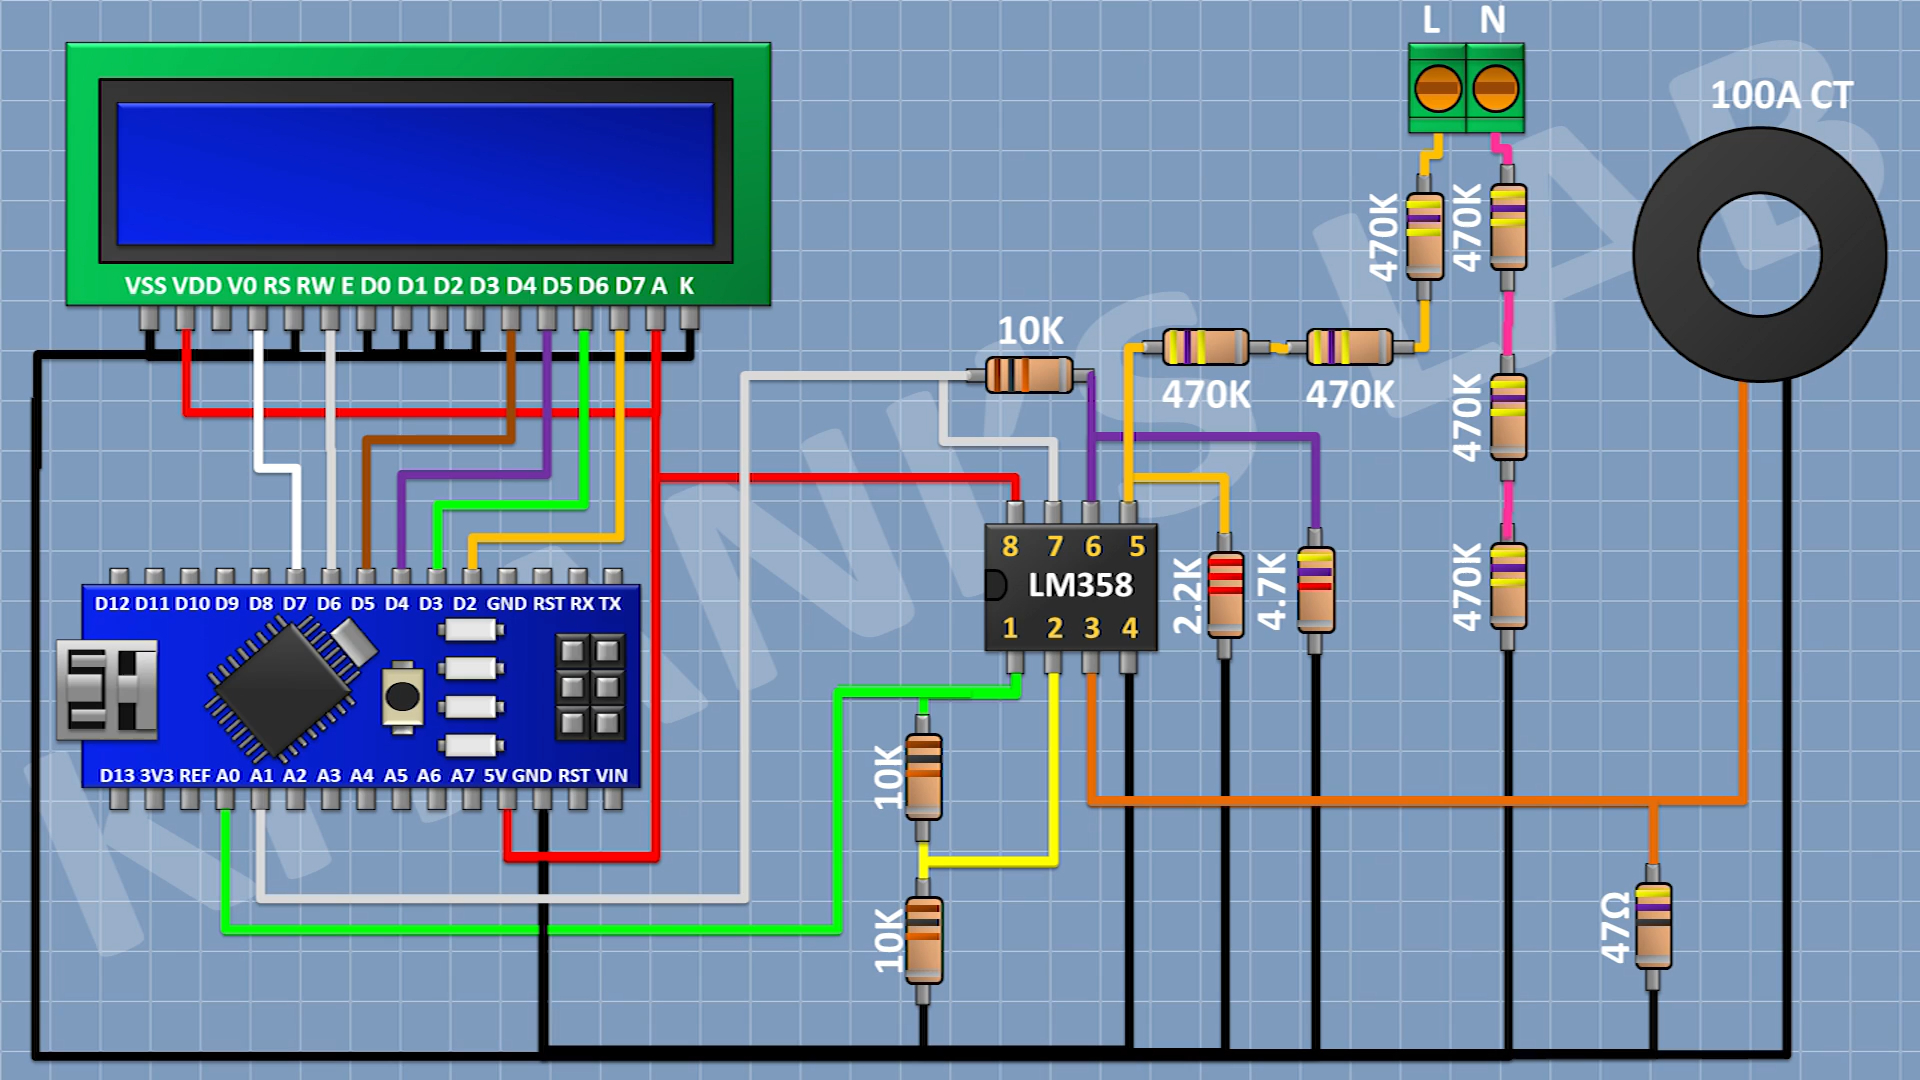 L N
100A CT
VSS VDD V0 RS RW E D0 D1 D2 D3 D4 D5 D6 D7 A K
470K
470K
10K
470K
470K
470K
8 7 6 5
LM358
1 2 3 4
2.2K
4.7K
470K
D12 D11 D10 D9 D8 D7 D6 D5 D4 D3 D2 GND RST RX TX
D13 3V3 REF A0 A1 A2 A3 A4 A5 A6 A7 5V GND RST VIN
10K
10K
47Ω
KHANK'S LAB